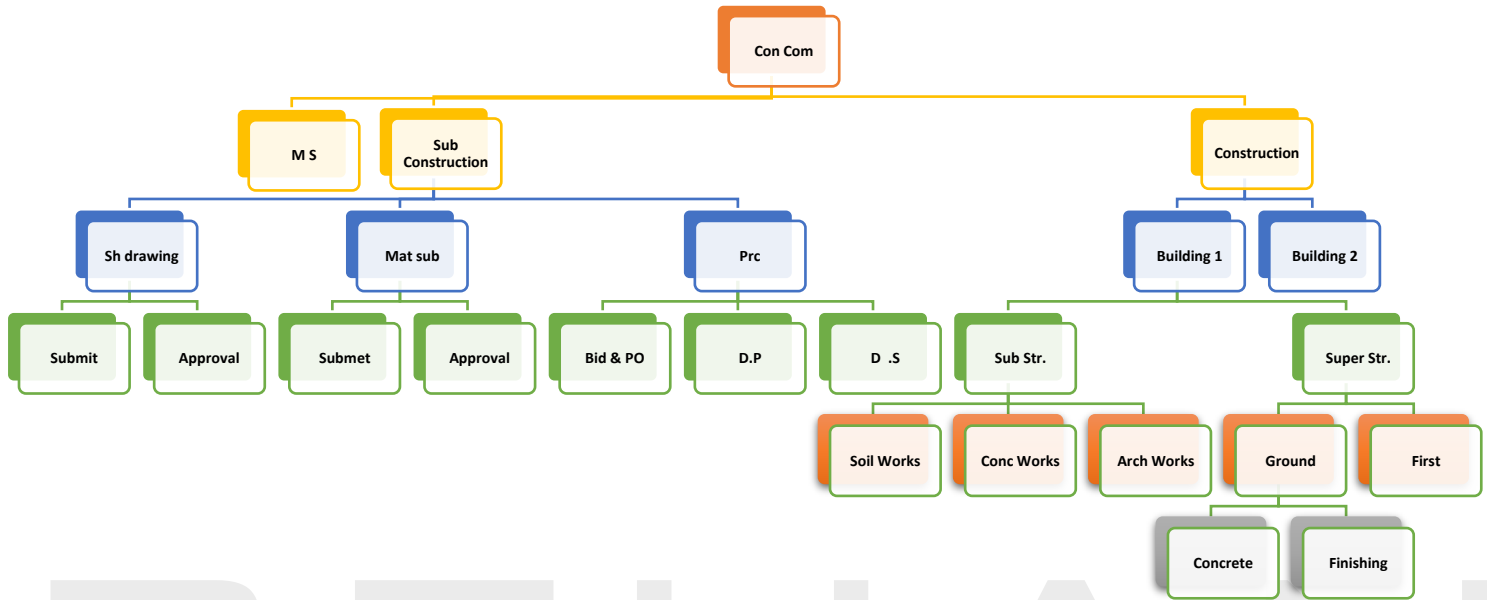 Con Com
M S
Sub
Construction
Construction
Sh drawing
Mat sub
Prc
Building 1
Building 2
Submit
Approval
Submet
Approval
Bid & PO
D.P
D .S
Sub Str.
Super Str.
Soil Works
Conc Works
Arch Works
Ground
First
Concrete
Finishing